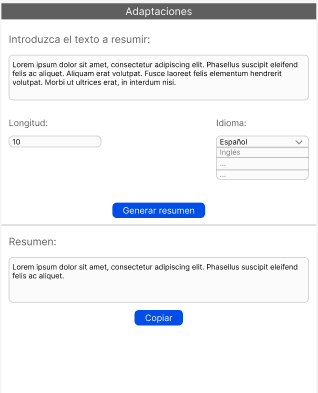 Adaptaciones
Introduzca el texto a resumir:
Lorem ipsum dolor sit amet, consectetur adipiscing elit. Phasellus suscipit eleifend
felis ac aliquet. Aliquam erat volutpat. Fusce laoreet felis elementum hendrerit
volutpat. Morbi ut ultrices erat, in interdum nisi.
Longitud:
Idioma:
10
Español
Inglés
...
...
Generar resumen
Resumen:
Lorem ipsum dolor sit amet, consectetur adipiscing elit. Phasellus suscipit eleifend
felis ac aliquet.
Copiar